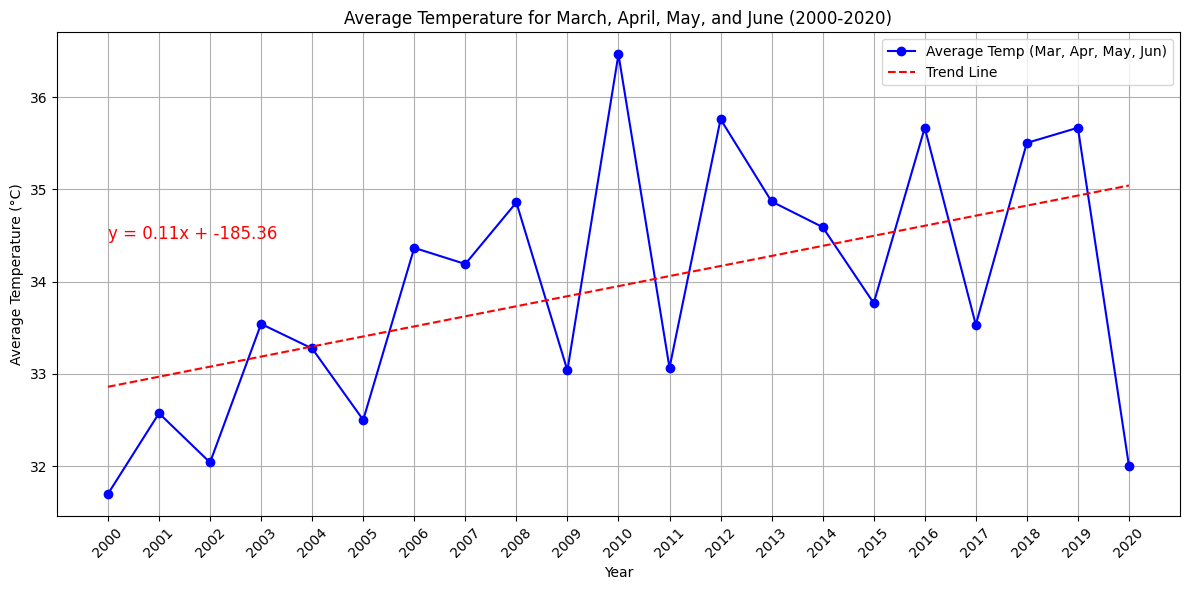 Average Temperature for March, April, May, and June (2000-2020)
Average Temp (Mar, Apr, May, Jun)
Trend Line
y = 0.11x + -185.36
Average Temperature (°C)
36
35
34
33
32
2000 2001 2002 2003 2004 2005 2006 2007 2008 2009 2010 2011 2012 2013 2014 2015 2016 2017 2018 2019 2020
Year